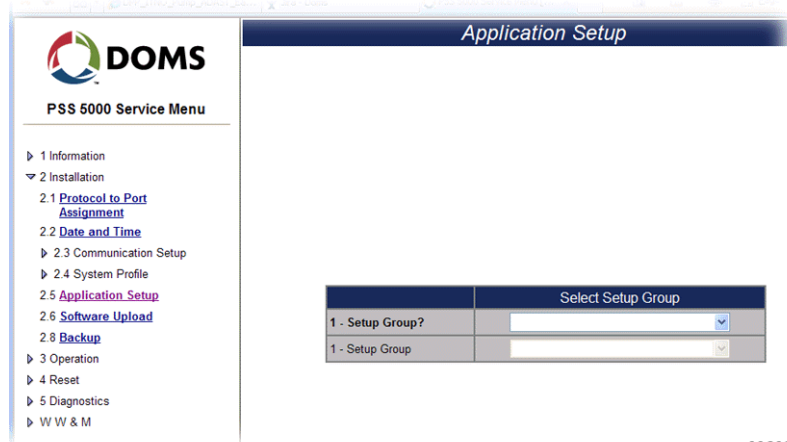 Application Setup
DOMS
PSS 5000 Service Menu
1 Information
2 Installation
2.1 Protocol to Port
Assignment
2.2 Date and Time
2.3 Communication Setup
2.4 System Profile
2.5 Application Setup
2.6 Software Upload
2.8 Backup
3 Operation
4 Reset
5 Diagnostics
W W & M
Select Setup Group
1 - Setup Group?
1 - Setup Group